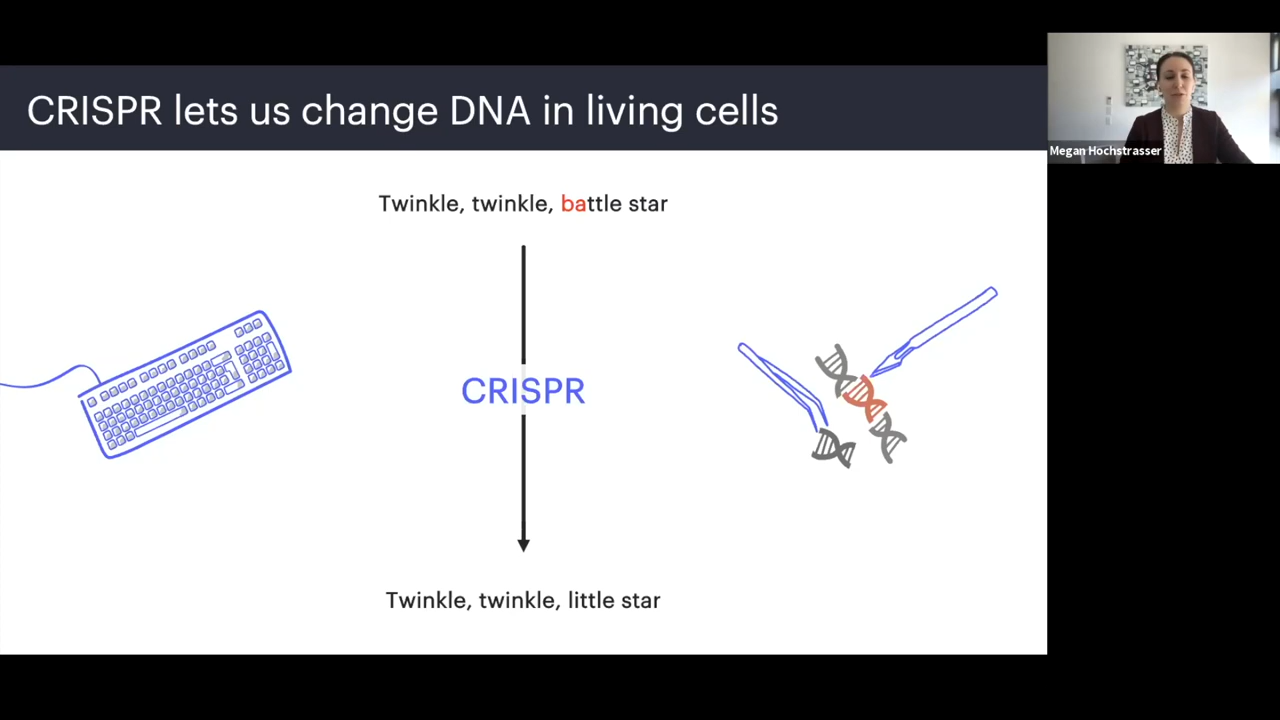 CRISPR lets us change DNA in living cells
Megan Hochstrasser
Twinkle, twinkle, battle star
CRISPR
Twinkle, twinkle, little star